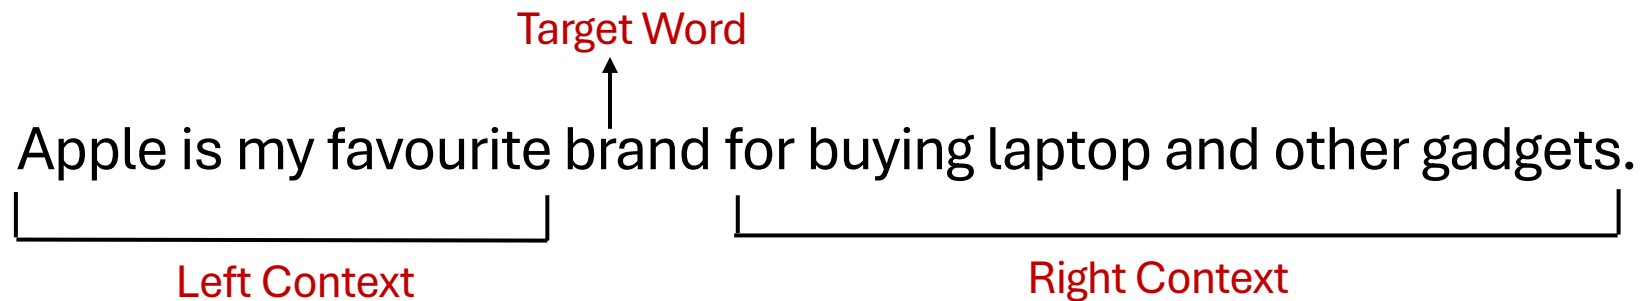 Target Word
Apple is my favourite brand for buying laptop and other gadgets.
Left Context
Right Context